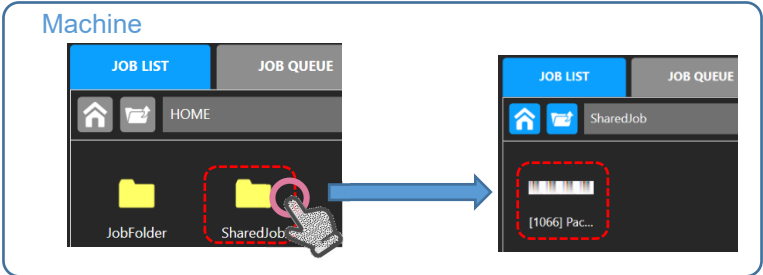 Machine
JOB LIST JOB QUEUE
HOME
JobFolder SharedJob
JOB LIST JOB QUEUE
SharedJob
[1066] Pac...